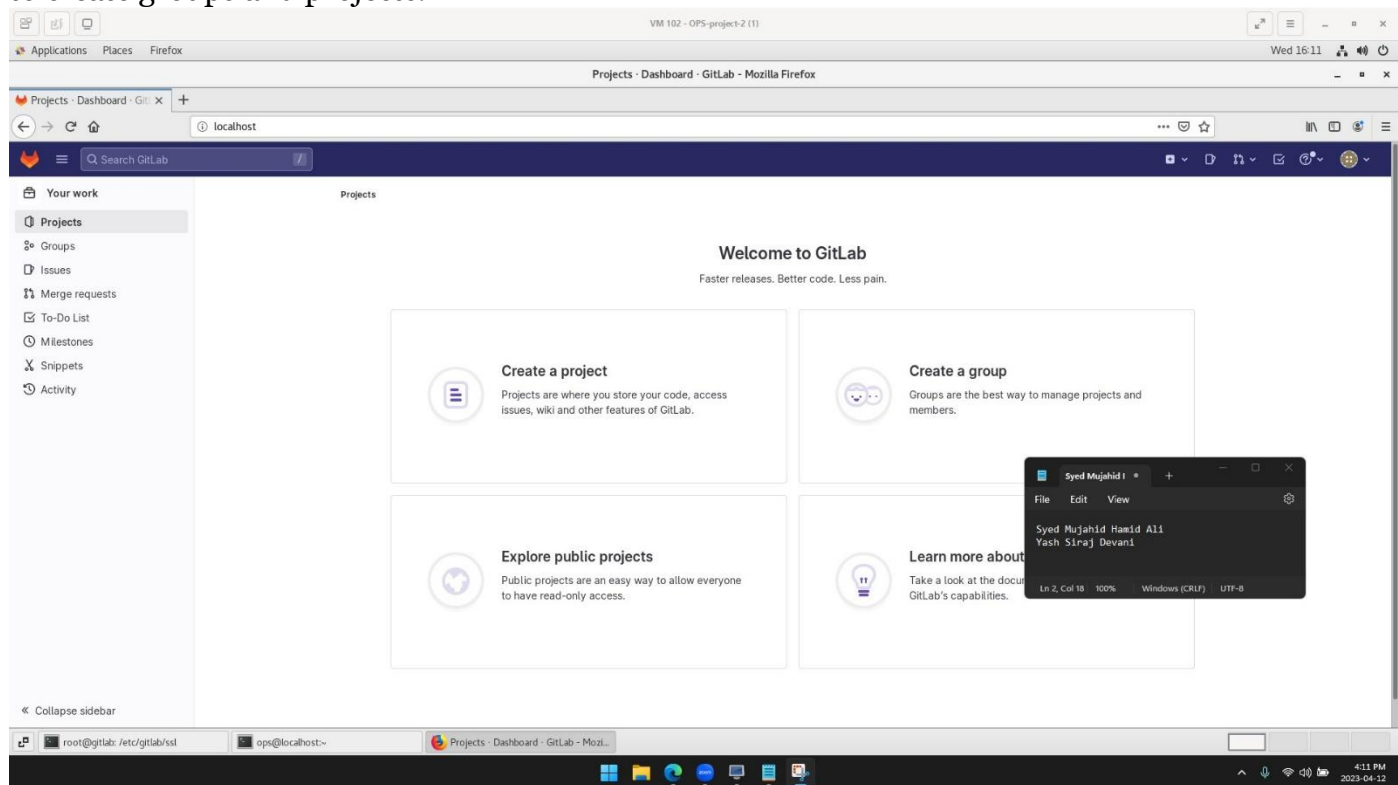 to create groups and projects.
VM 102 - OPS-project-2 (1)
Applications Places Firefox
Wed 16:11
Projects · Dashboard · GitLab - Mozilla Firefox
Projects · Dashboard · Git
localhost
Search GitLab
/
Your work
Projects
Groups
Issues
Merge requests
To-Do List
Milestones
Snippets
Activity
Collapse sidebar
Projects
Welcome to GitLab
Faster releases. Better code. Less pain.
Create a project
Projects are where you store your code, access
issues, wiki and other features of GitLab.
Create a group
Groups are the best way to manage projects and
members.
Explore public projects
Public projects are an easy way to allow everyone
to have read-only access.
Learn more about
Take a look at the docu
GitLab's capabilities.
Syed Mujahid
File Edit View
Syed Mujahid Hamid Ali
Yash Siraj Devani
Ln 2, Col 18 100% Windows (CRLF) UTF-8
root@gitlab: /etc/gitlab/ssl
ops@localhost:~
Projects · Dashboard · GitLab - Mozi...
4:11 PM
2023-04-12